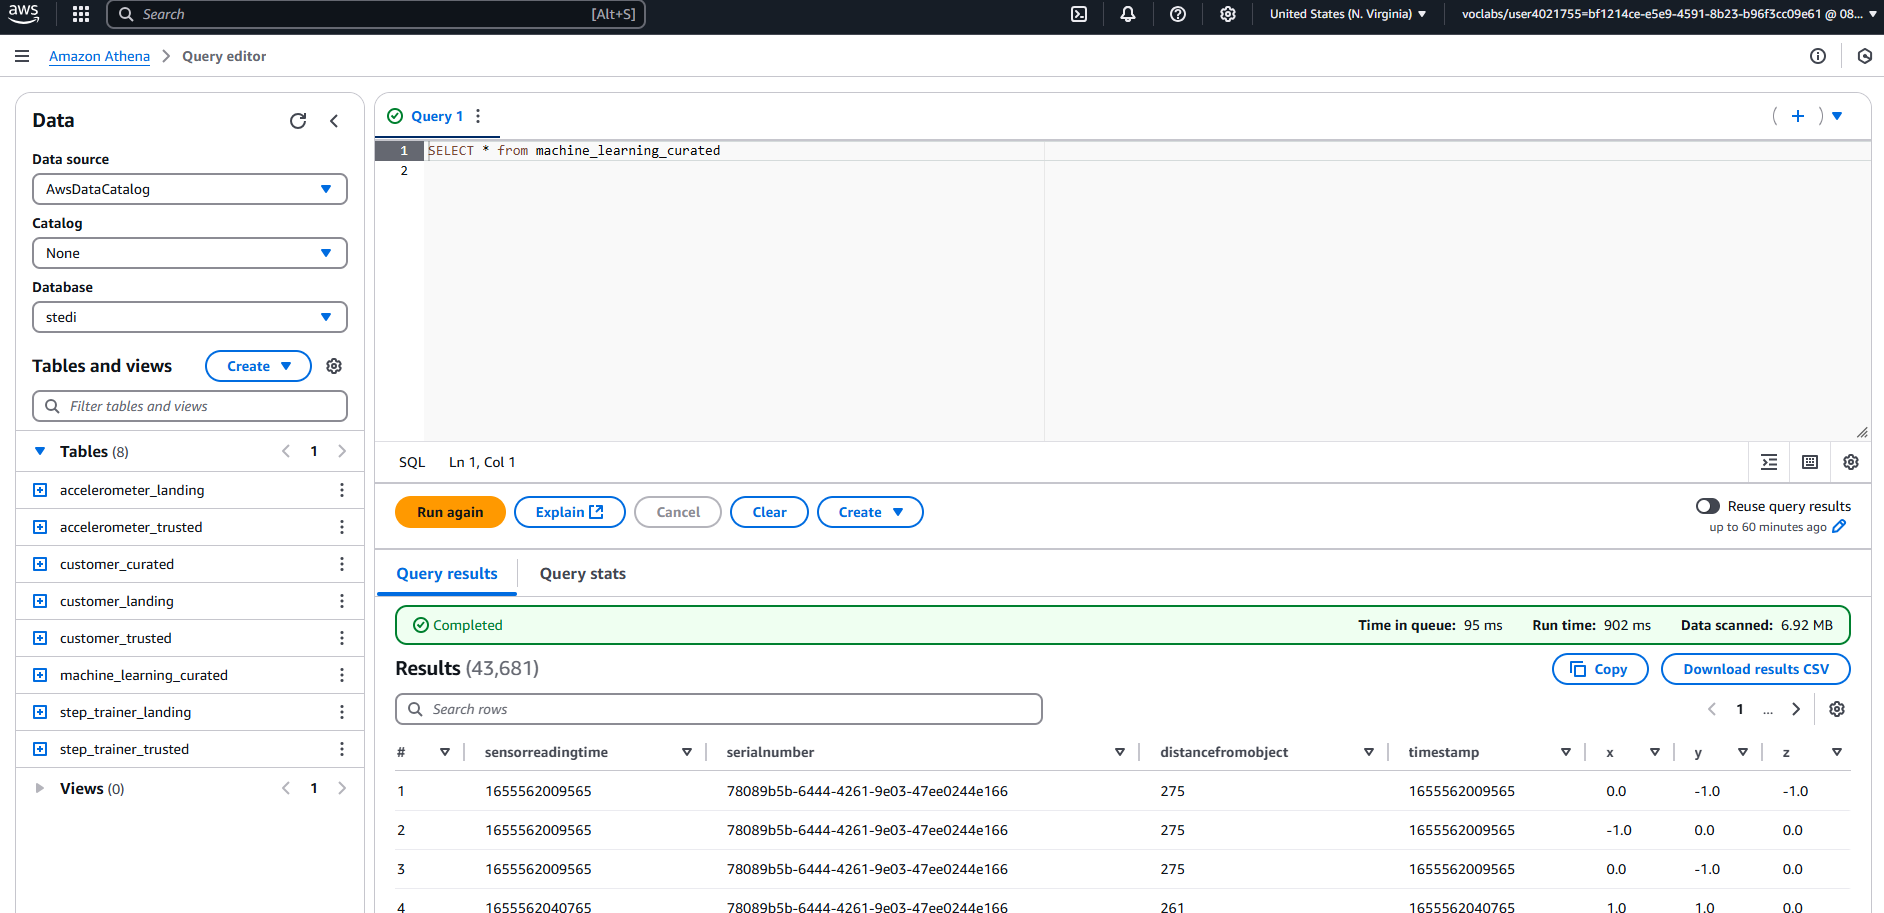 aws
Search [Alt+S]
United States (N. Virginia)
voclabs/user4021755=bf1214ce-e5e9-4591-8b23-b96f3cc09e61 @ 08...
Amazon Athena > Query editor
Data
Data source
AwsDataCatalog
Catalog
None
Database
stedi
Tables and views
Create
Filter tables and views
Tables (8) < 1 >
accelerometer_landing
accelerometer_trusted
customer_curated
customer_landing
customer_trusted
machine_learning_curated
step_trainer_landing
step_trainer_trusted
Views (0) < 1 >
Query 1
1 SELECT * from machine_learning_curated
2
SQL Ln 1, Col 1
Run again Explain Cancel Clear Create
Reuse query results
up to 60 minutes ago
Query results Query stats
Completed Time in queue: 95 ms Run time: 902 ms Data scanned: 6.92 MB
Results (43,681)
Copy Download results CSV
Search rows
< 1 ... >
# sensorreadingtime serialnumber distancefromobject timestamp x y z
1 1655562009565 78089b5b-6444-4261-9e03-47ee0244e166 275 1655562009565 0.0 -1.0 -1.0
2 1655562009565 78089b5b-6444-4261-9e03-47ee0244e166 275 1655562009565 -1.0 0.0 0.0
3 1655562009565 78089b5b-6444-4261-9e03-47ee0244e166 275 1655562009565 0.0 -1.0 0.0
4 1655562040765 78089b5b-6444-4261-9e03-47ee0244e166 261 1655562040765 1.0 1.0 0.0